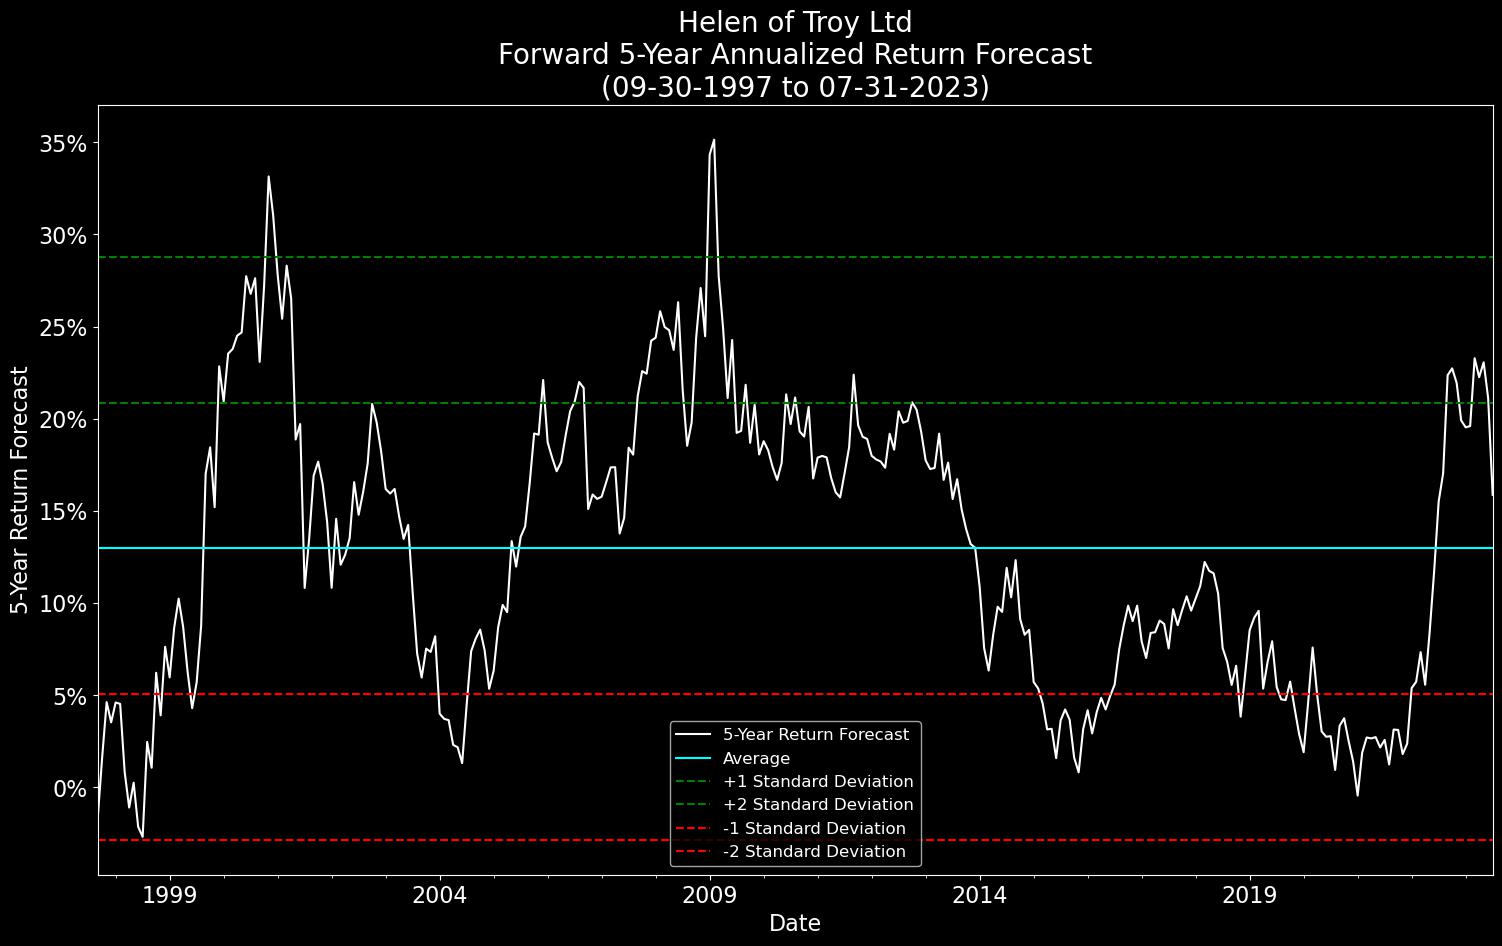 Helen of Troy Ltd
Forward 5-Year Annualized Return Forecast
(09-30-1997 to 07-31-2023)
5-Year Return Forecast
35%
30%
25%
20%
15%
10%
5%
0%
5-Year Return Forecast
Average
+1 Standard Deviation
+2 Standard Deviation
-1 Standard Deviation
-2 Standard Deviation
1999 2004 2009 2014 2019
Date